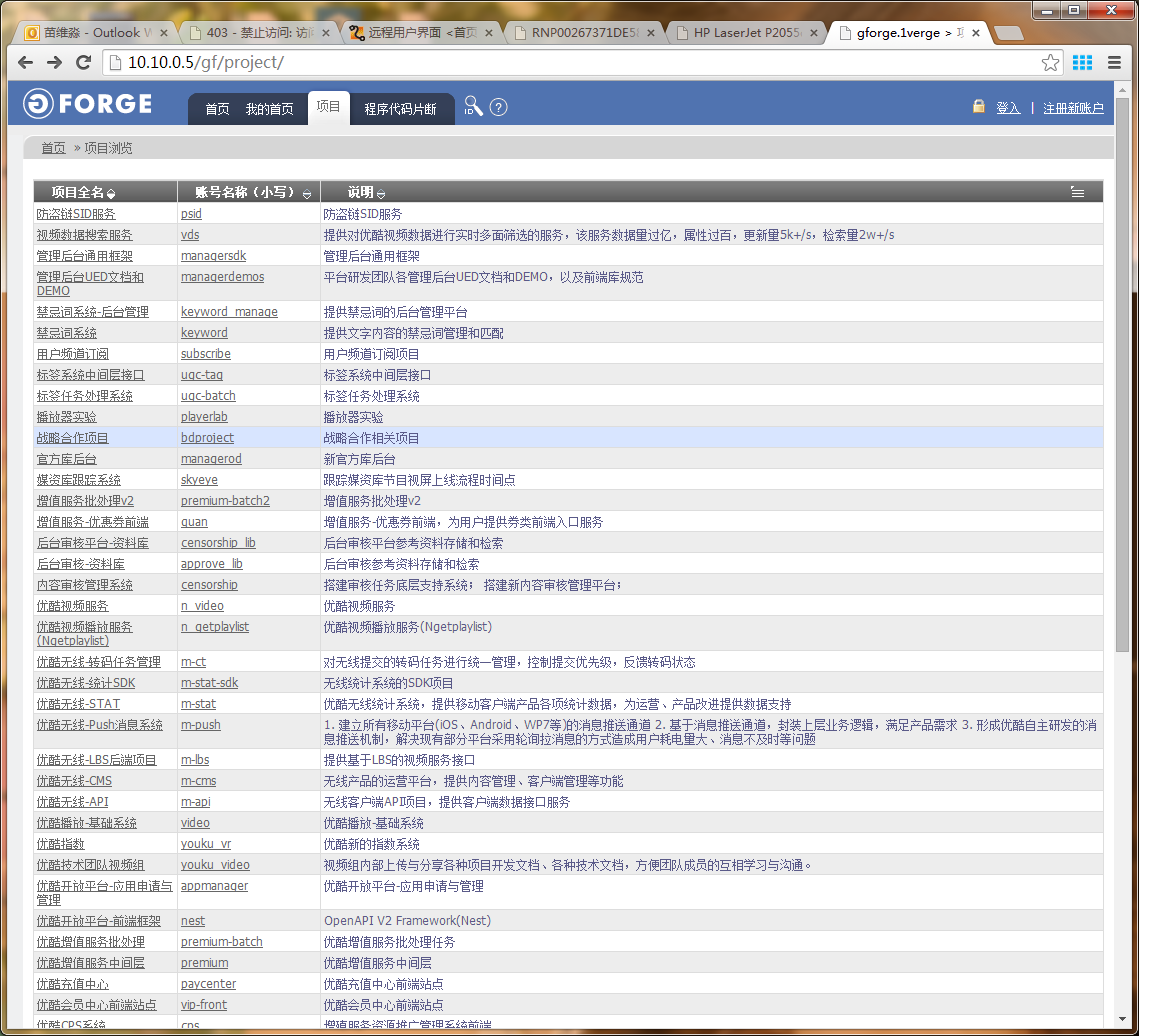 苗维淼 - Outlook W
403 - 禁止访问: 访
远程用户界面 <首页
RNP00267371DE5
HP LaserJet P2055
gforge.1verge > 项
10.10.0.5/gf/project/
FORGE
首页 我的首页 项目 程序代码片断
登入 | 注册新账户
首页 » 项目浏览
项目全名 账号名称（小写） 说明
防盗链SID服务 psid 防盗链SID服务
视频数据搜索服务 vds 提供对优酷视频数据进行实时多面筛选的服务，该服务数据量过亿，属性过百，更新量5k+/s，检索量2w+/s
管理后台通用框架 managersdk 管理后台通用框架
管理后台UED文档和 managerdemos 平台研发团队各管理后台UED文档和DEMO，以及前端库规范
DEMO
禁忌词系统-后台管理 keyword_manage 提供禁忌词的后台管理平台
禁忌词系统 keyword 提供文字内容的禁忌词管理和匹配
用户频道订阅 subscribe 用户频道订阅项目
标签系统中间层接口 ugc-tag 标签系统中间层接口
标签任务处理系统 ugc-batch 标签任务处理系统
播放器实验 playerlab 播放器实验
战略合作项目 bdproject 战略合作相关项目
官方库后台 managerod 新官方库后台
媒资库跟踪系统 skyeye 跟踪媒资库节目视屏上线流程时间点
增值服务批处理v2 premium-batch2 增值服务批处理v2
增值服务-优惠券前端 quan 增值服务-优惠券前端，为用户提供券类前端入口服务
后台审核平台-资料库 censorship_lib 后台审核平台参考资料存储和检索
后台审核-资料库 approve_lib 后台审核参考资料存储和检索
内容审核管理系统 censorship 搭建审核任务底层支持系统； 搭建新内容审核管理平台；
优酷视频服务 n_video 优酷视频服务
优酷视频播放服务 n_getplaylist 优酷视频播放服务(Ngetplaylist)
(Ngetplaylist)
优酷无线-转码任务管理 m-ct 对无线提交的转码任务进行统一管理，控制提交优先级，反馈转码状态
优酷无线-统计SDK m-stat-sdk 无线统计系统的SDK项目
优酷无线-STAT m-stat 优酷无线统计系统，提供移动客户端产品各项统计数据，为运营、产品改进提供数据支持
优酷无线-Push消息系统 m-push 1. 建立所有移动平台(iOS、Android、WP7等)的消息推送通道 2. 基于消息推送通道，封装上层业务逻辑，满足产品需求 3. 形成优酷自主研发的消
息推送机制，解决现有部分平台采用轮询拉消息的方式造成用户耗电量大、消息不及时等问题
优酷无线-LBS后端项目 m-lbs 提供基于LBS的视频服务接口
优酷无线-CMS m-cms 无线产品的运营平台，提供内容管理、客户端管理等功能
优酷无线-API m-api 无线客户端API项目，提供客户端数据接口服务
优酷播放-基础系统 video 优酷播放-基础系统
优酷指数 youku_vr 优酷新的指数系统
优酷技术团队视频组 youku_video 视频组内部上传与分享各种项目开发文档、各种技术文档，方便团队成员的互相学习与沟通。
优酷开放平台-应用申请与 appmanager 优酷开放平台-应用申请与管理
管理
优酷开放平台-前端框架 nest OpenAPI V2 Framework(Nest)
优酷增值服务批处理 premium-batch 优酷增值服务批处理任务
优酷增值服务中间层 premium 优酷增值服务中间层
优酷充值中心 paycenter 优酷充值中心前端站点
优酷会员中心前端站点 vip-front 优酷会员中心前端站点
优酷CPS系统 cps 增值服务资源推广管理系统前端